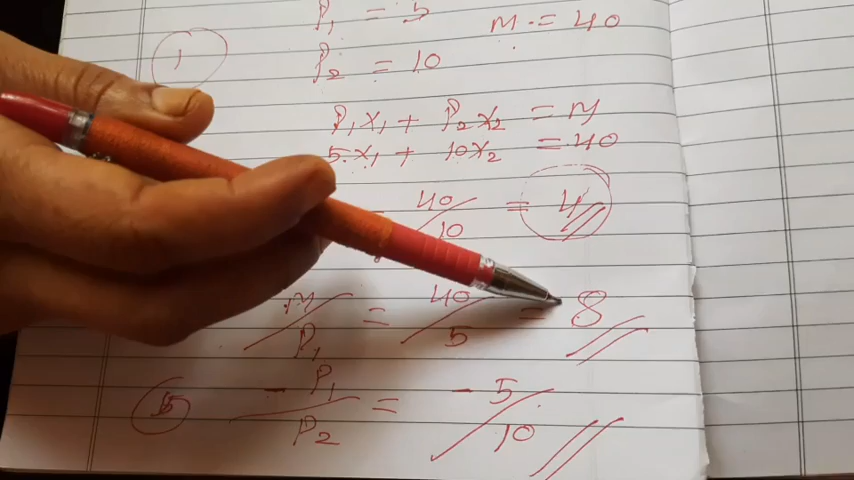 P₁ = 5 M = 40
1 P₂ = 10
P₁x₁ + P₂x₂ = M
5.x₁ + 10x₂ = 40
40/10 = 4
M/P₁ = 40/5 = 8
-P₁/P₂ = -5/10